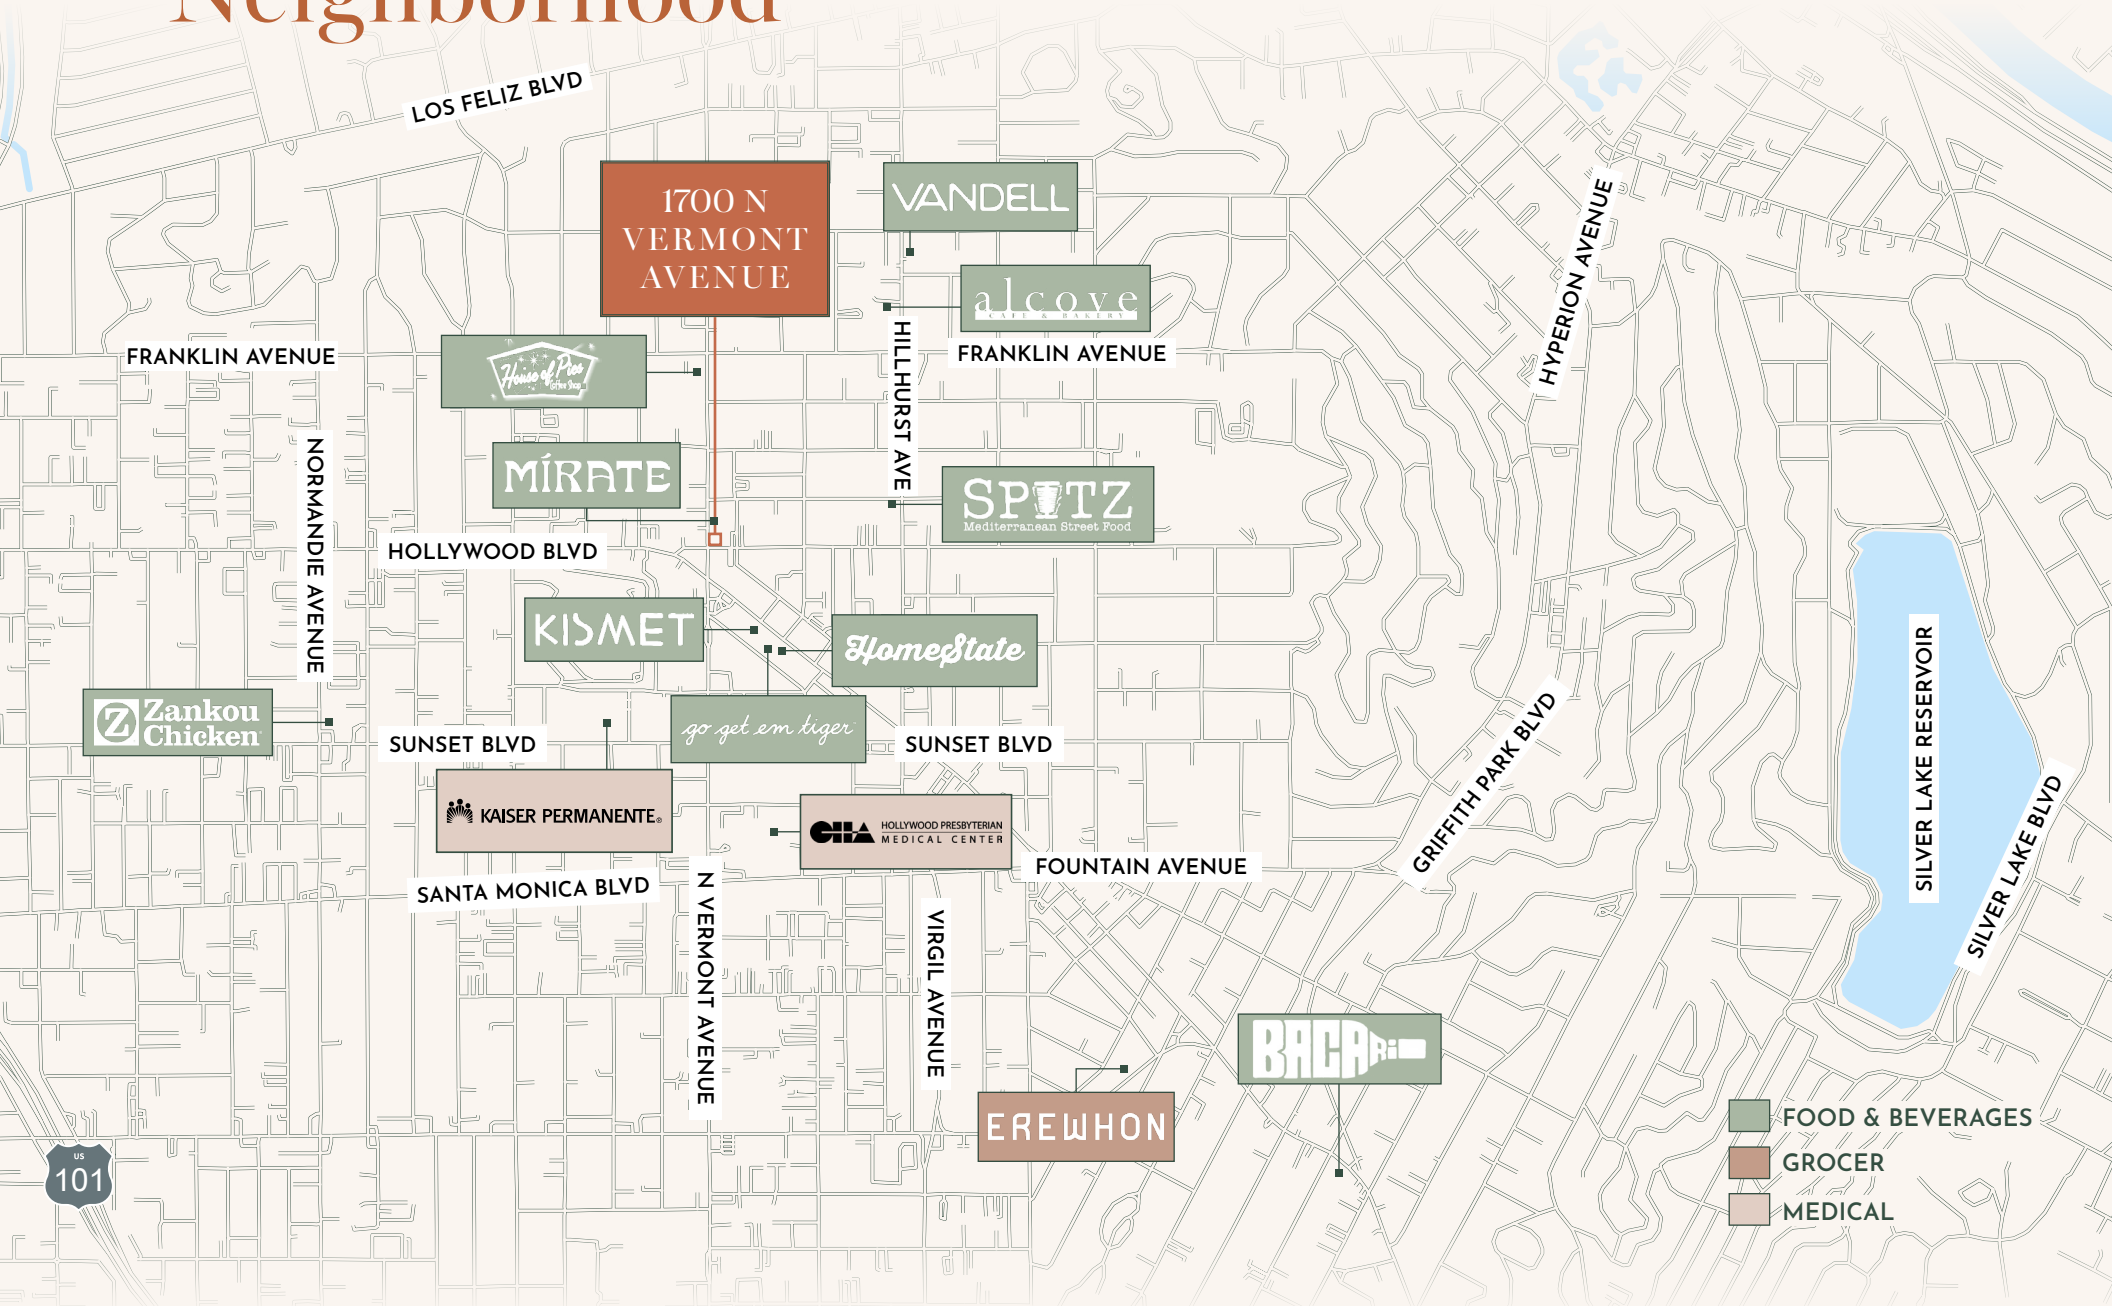 Neighborhood
LOS FELIZ BLVD
1700 N
VERMONT
AVENUE
VANDELL
alcove
CAFE & BAKERY
HYPERION AVENUE
FRANKLIN AVENUE
House of Pies
Coffee Shop
HILLHURST AVE
FRANKLIN AVENUE
NORMANDIE AVENUE
MÍRATE
SPITZ
Mediterranean Street Food
HOLLYWOOD BLVD
KISMET
HomeState
SILVER LAKE RESERVOIR
Z Zankou
Chicken
SUNSET BLVD
go get em tiger
SUNSET BLVD
GRIFFITH PARK BLVD
SILVER LAKE BLVD
KAISER PERMANENTE®
CHA HOLLYWOOD PRESBYTERIAN
MEDICAL CENTER
FOUNTAIN AVENUE
SANTA MONICA BLVD
N VERMONT AVENUE
VIRGIL AVENUE
BACARI
EREWHON
US
101
FOOD & BEVERAGES
GROCER
MEDICAL